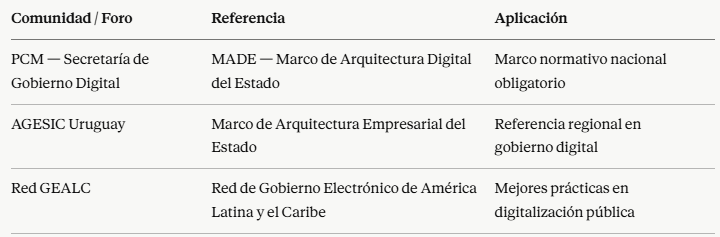 Comunidad / Foro Referencia Aplicación
PCM — Secretaría de MADE — Marco de Arquitectura Digital Marco normativo nacional
Gobierno Digital del Estado obligatorio
AGESIC Uruguay Marco de Arquitectura Empresarial del Referencia regional en
Estado gobierno digital
Red GEALC Red de Gobierno Electrónico de América Mejores prácticas en
Latina y el Caribe digitalización pública